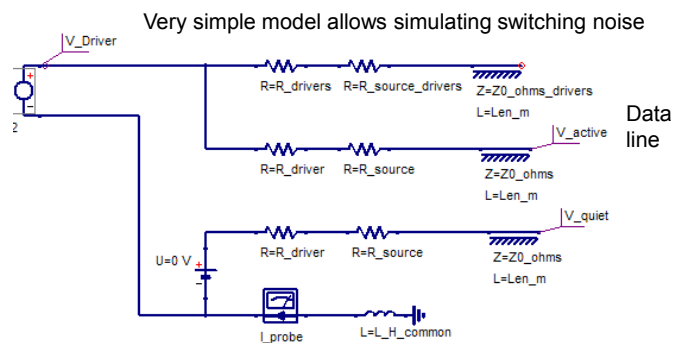 Very simple model allows simulating switching noise
V_Driver
+
-
2
R=R_drivers
R=R_source_drivers
Z=Z0_ohms_drivers
L=Len_m
Data
line
V_active
R=R_driver
R=R_source
Z=Z0_ohms
L=Len_m
V_quiet
R=R_driver
R=R_source
Z=Z0_ohms
L=Len_m
U=0 V
+
I_probe
L=L_H_common